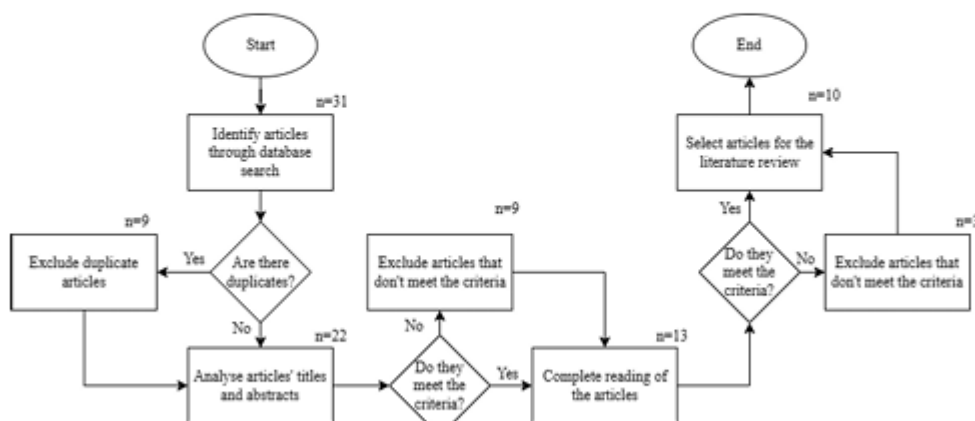 Start
n=31
Identify articles
through database
search
n=9
Exclude duplicate
articles
Yes
Are there
duplicates?
No
n=22
Analyse articles' titles
and abstracts
n=9
Exclude articles that
don't meet the criteria
No
Do they
meet the
criteria?
Yes
n=13
Complete reading of
the articles
Do they
meet the
criteria?
No
n=3
Exclude articles that
don't meet the criteria
Yes
n=10
Select articles for the
literature review
End